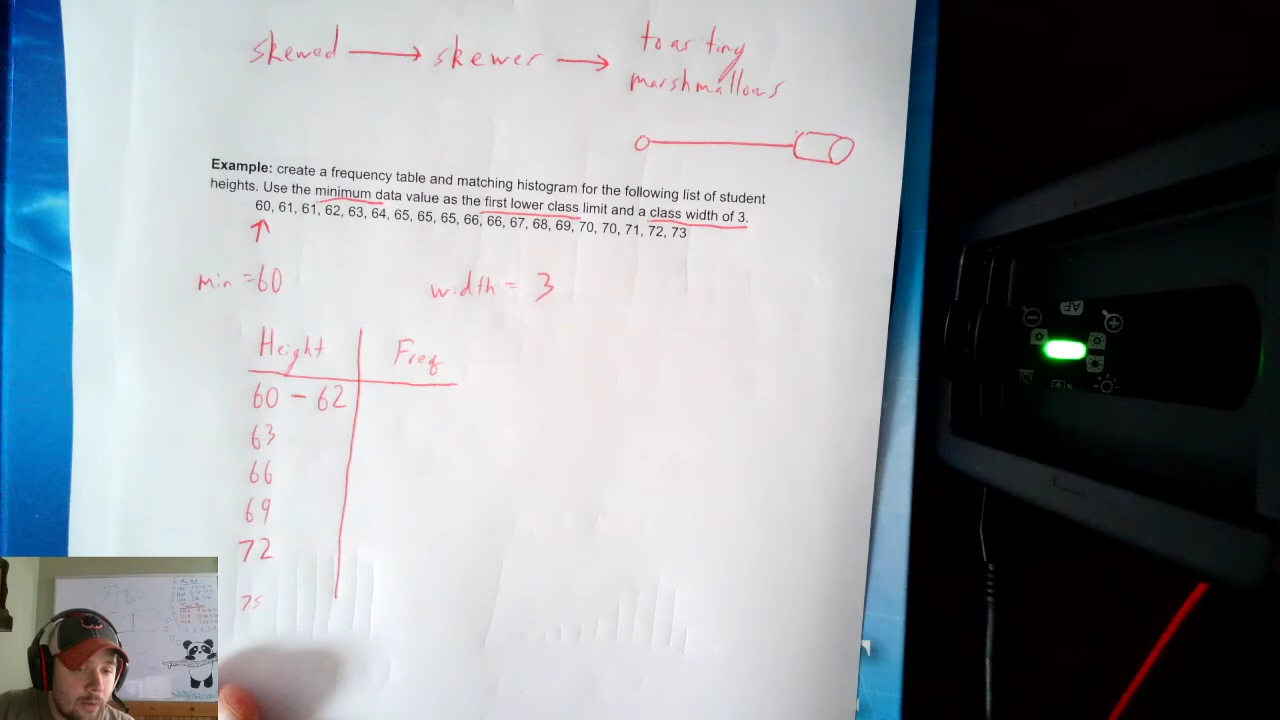 skewed → skewer → to as tiny
marshmallows
Example: create a frequency table and matching histogram for the following list of student
heights. Use the minimum data value as the first lower class limit and a class width of 3.
60, 61, 61, 62, 63, 64, 65, 65, 65, 66, 66, 67, 68, 69, 70, 70, 71, 72, 73
min = 60
width = 3
Height Freq
60 - 62
63
66
69
72
75
AF